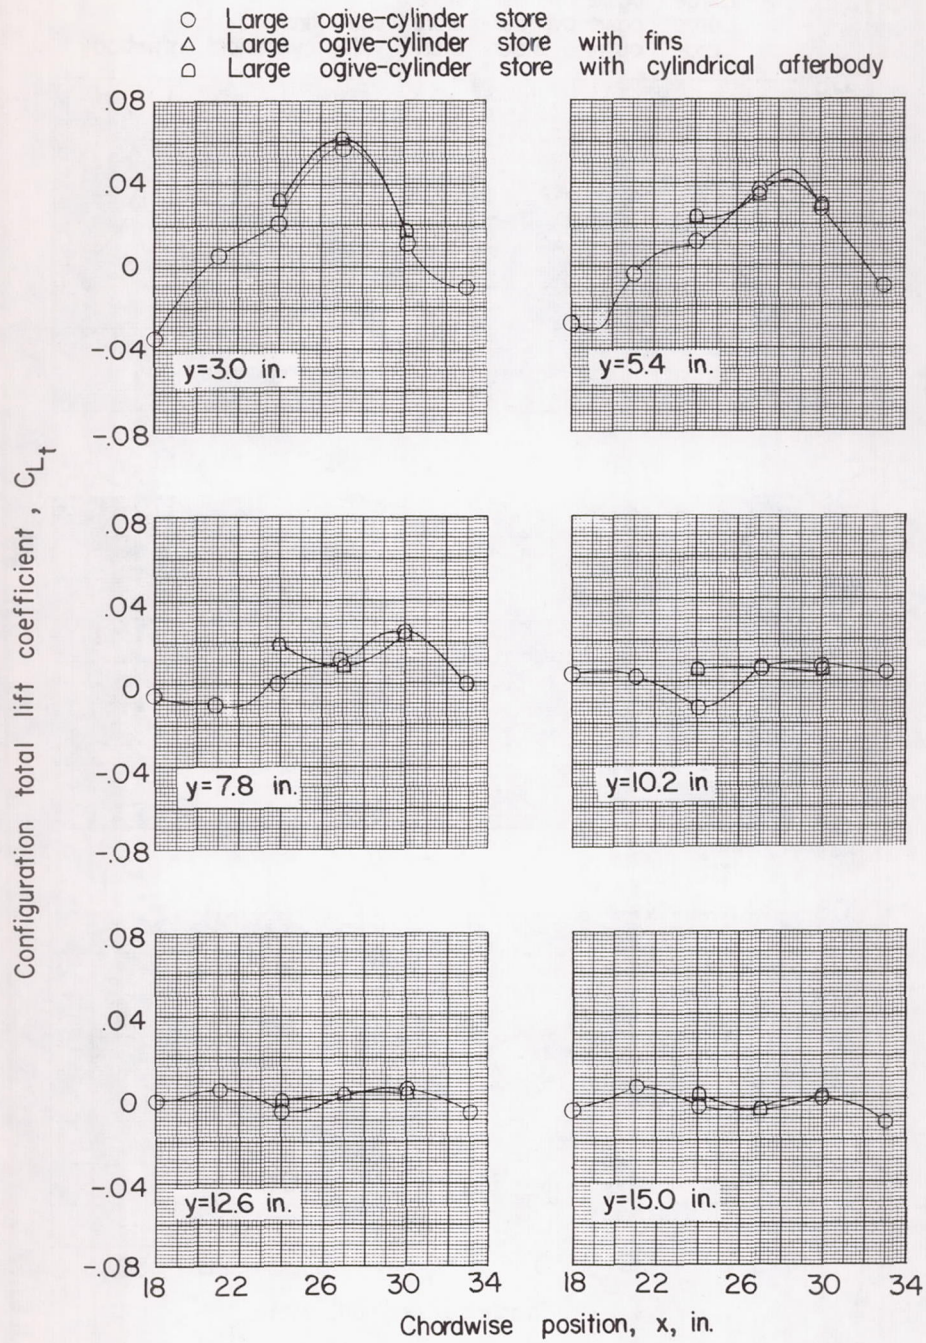 ○ Large ogive-cylinder store
△ Large ogive-cylinder store with fins
⌓ Large ogive-cylinder store with cylindrical afterbody
.08
.04
0
-.04
-.08
y=3.0 in.
y=5.4 in.
Configuration total lift coefficient, C_Lt
.08
.04
0
-.04
-.08
y=7.8 in.
y=10.2 in
.08
.04
0
-.04
-.08
y=12.6 in.
y=15.0 in.
18 22 26 30 34
18 22 26 30 34
Chordwise position, x, in.